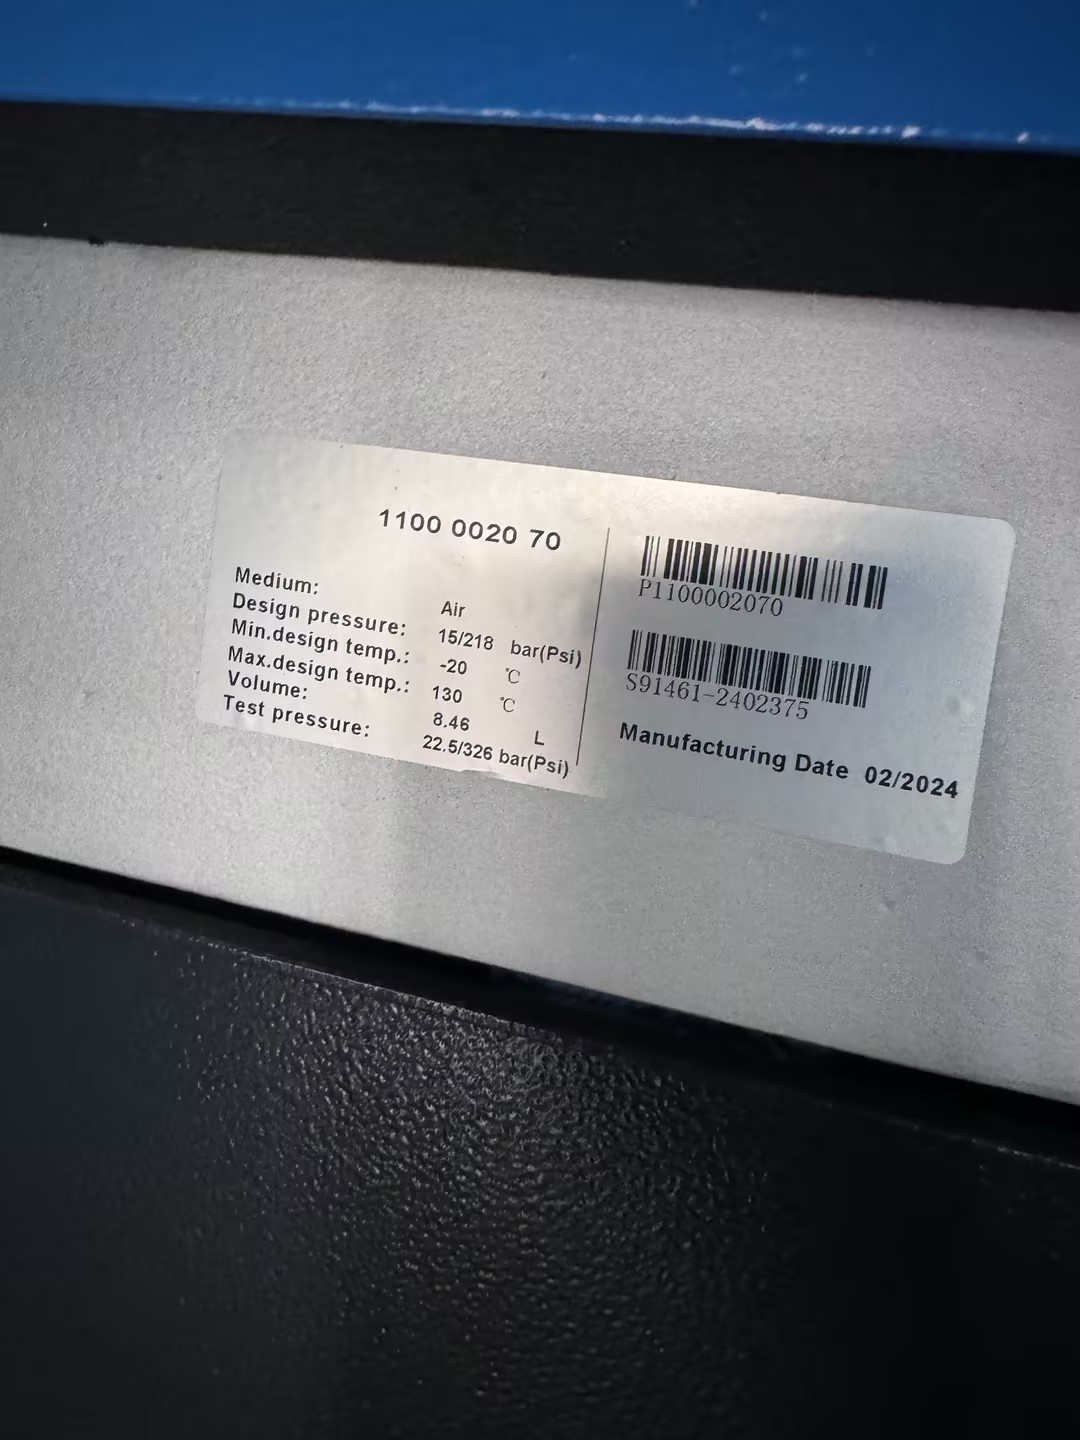 1100 0020 70
Medium: Air
Design pressure: 15/218 bar(Psi)
Min.design temp.: -20 ℃
Max.design temp.: 130 ℃
Volume: 8.46 L
Test pressure: 22.5/326 bar(Psi)
P1100002070
S91461-2402375
Manufacturing Date 02/2024